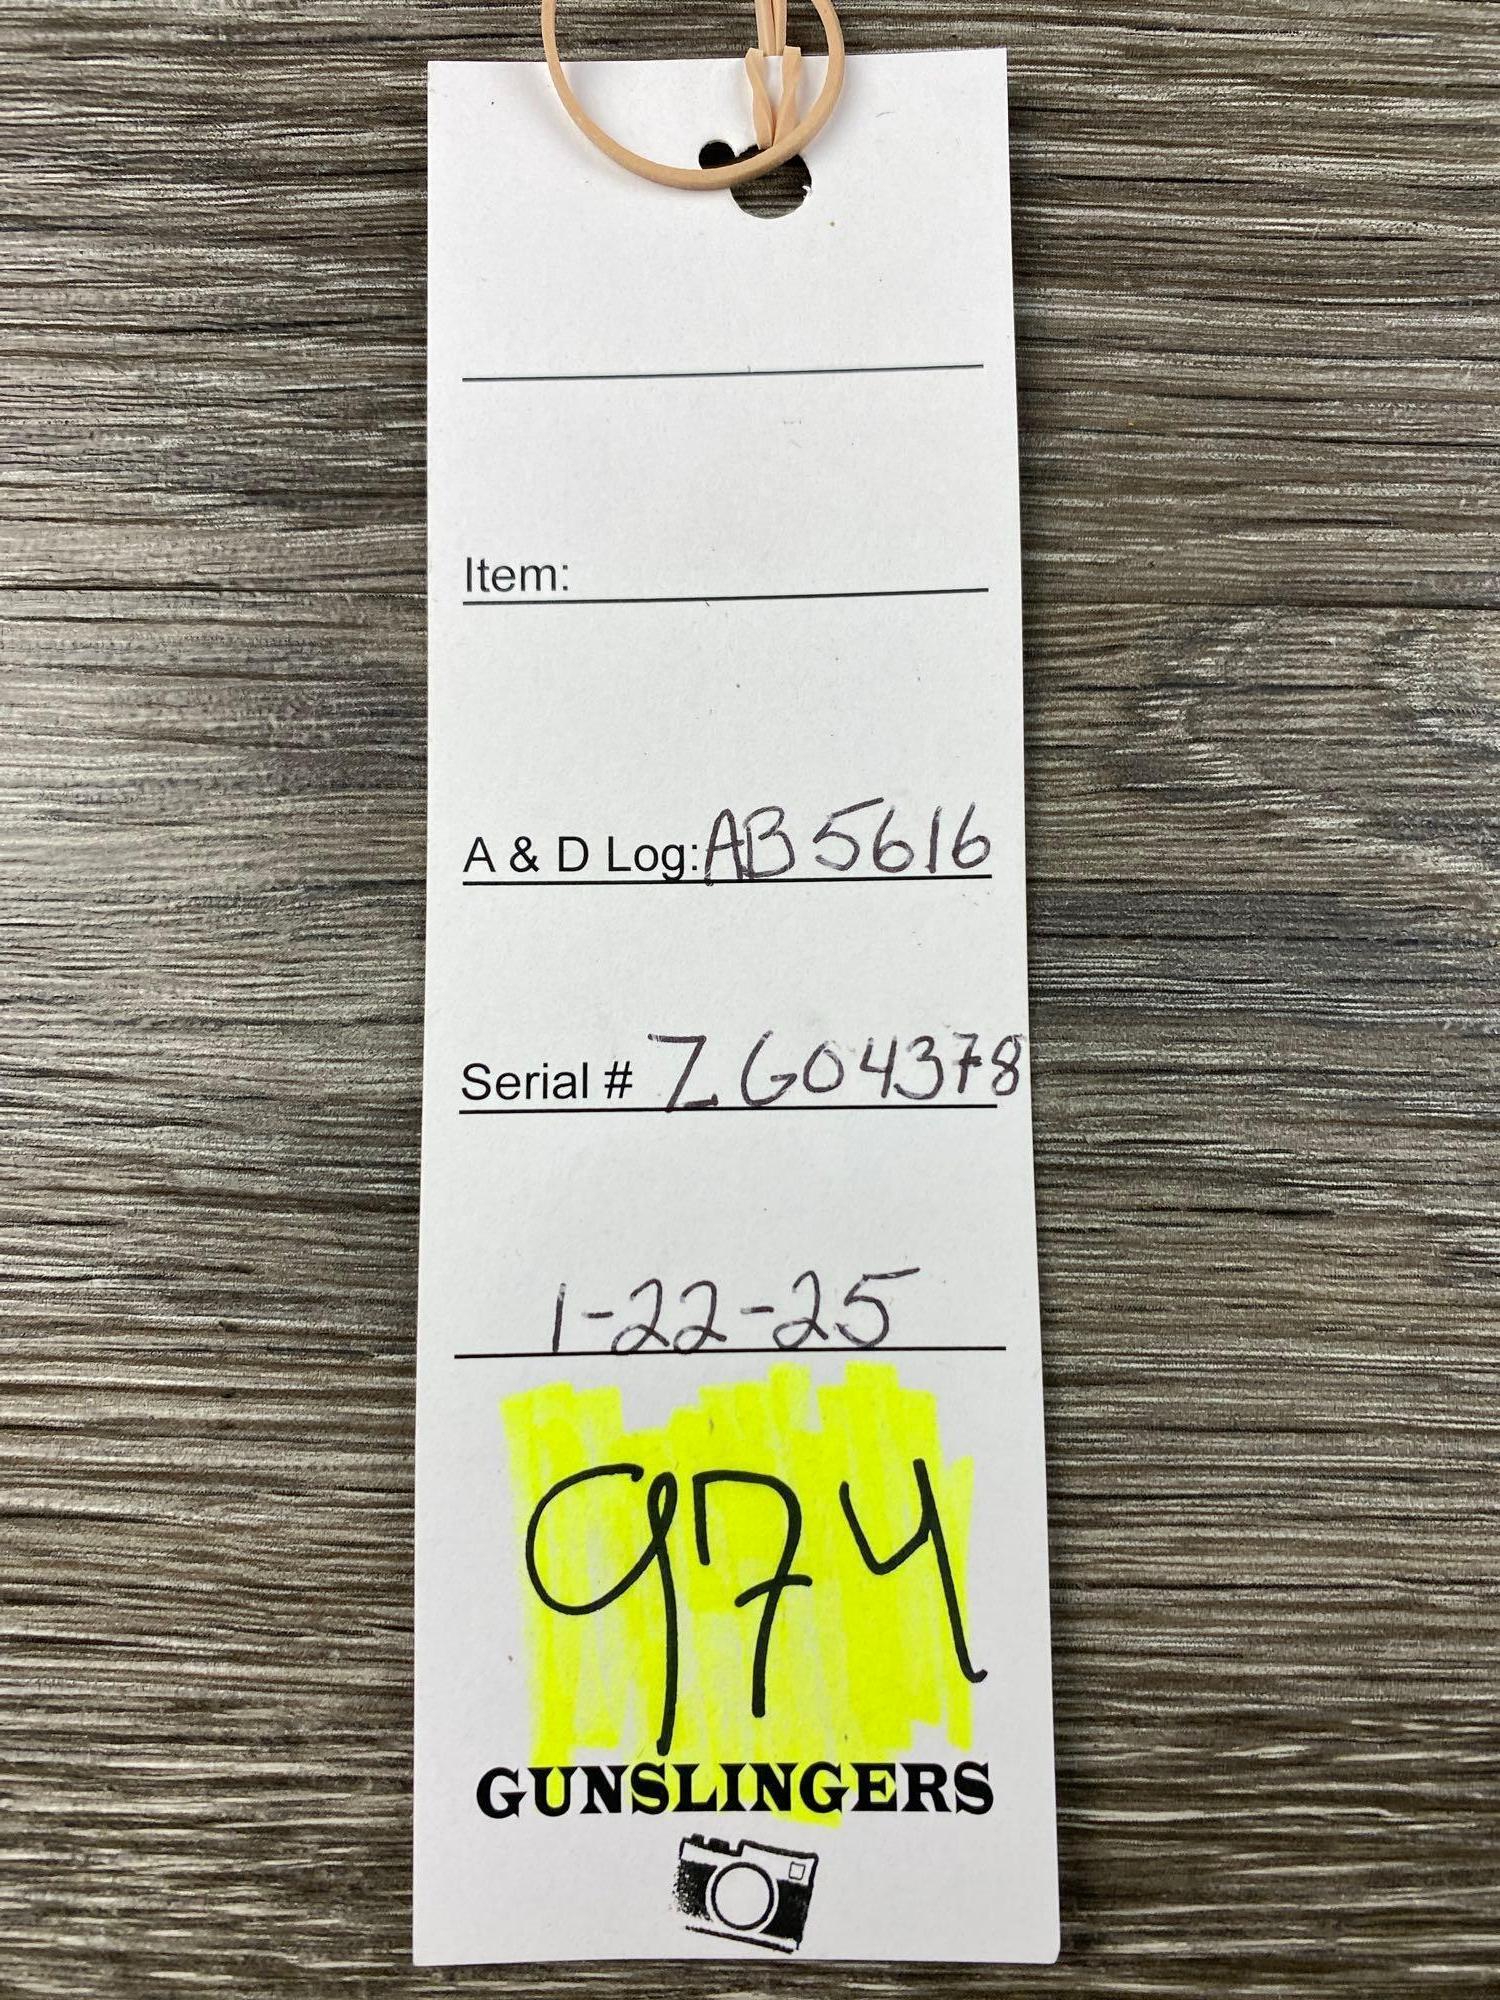 Item:
A & D Log: AB5616
Serial # ZG04378
1-22-25
974
GUNSLINGERS